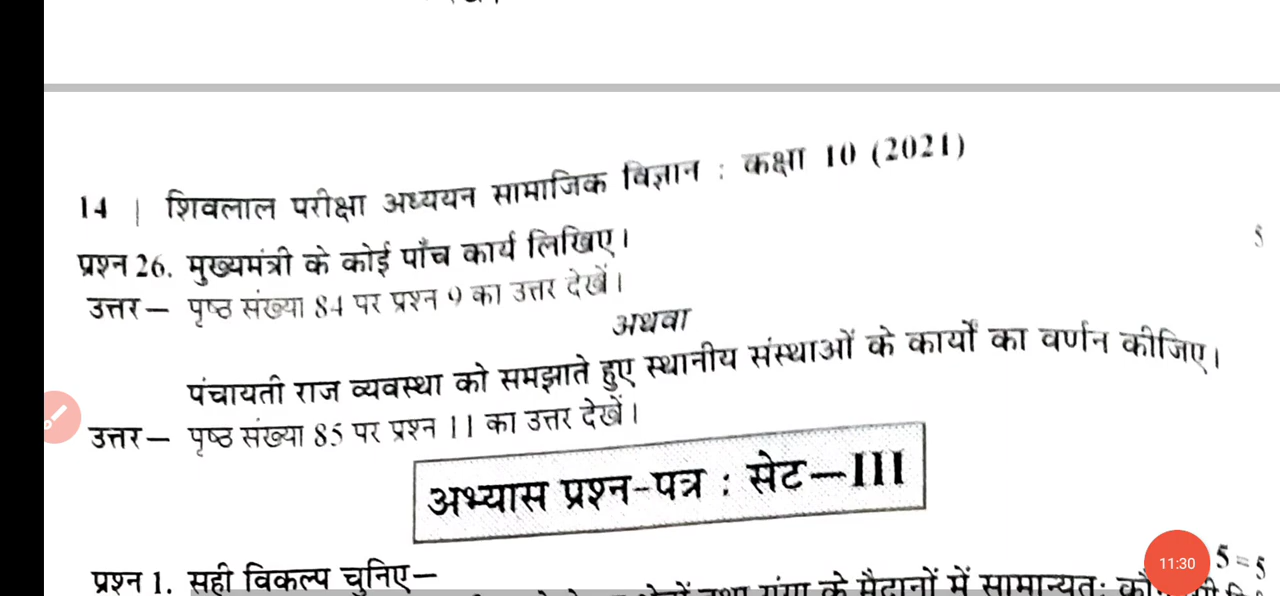 14 | शिवलाल परीक्षा अध्ययन सामाजिक विज्ञान : कक्षा 10 (2021)
प्रश्न 26. मुख्यमंत्री के कोई पाँच कार्य लिखिए। 5
उत्तर— पृष्ठ संख्या 84 पर प्रश्न 9 का उत्तर देखें।
अथवा
पंचायती राज व्यवस्था को समझाते हुए स्थानीय संस्थाओं के कार्यों का वर्णन कीजिए।
उत्तर— पृष्ठ संख्या 85 पर प्रश्न 11 का उत्तर देखें।
अभ्यास प्रश्न-पत्र : सेट—III
प्रश्न 1. सही विकल्प चुनिए— 5=5
तथा गंगा के मैदानों में सामान्यतः
11:30